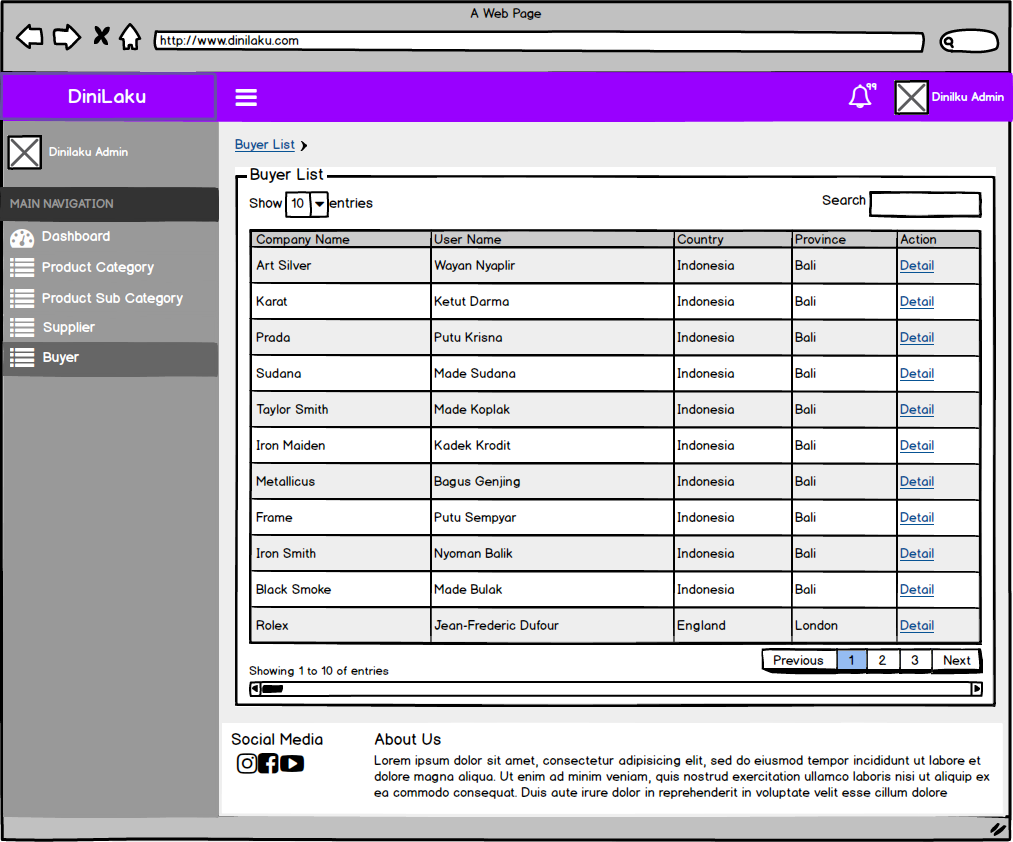 A Web Page
http://www.dinilaku.com
DiniLaku
99
Dinilku Admin
Dinilaku Admin
MAIN NAVIGATION
Dashboard
Product Category
Product Sub Category
Supplier
Buyer
Buyer List
Buyer List
Show 10 entries
Search
Company Name User Name Country Province Action
Art Silver Wayan Nyaplir Indonesia Bali Detail
Karat Ketut Darma Indonesia Bali Detail
Prada Putu Krisna Indonesia Bali Detail
Sudana Made Sudana Indonesia Bali Detail
Taylor Smith Made Koplak Indonesia Bali Detail
Iron Maiden Kadek Krodit Indonesia Bali Detail
Metallicus Bagus Genjing Indonesia Bali Detail
Frame Putu Sempyar Indonesia Bali Detail
Iron Smith Nyoman Balik Indonesia Bali Detail
Black Smoke Made Bulak Indonesia Bali Detail
Rolex Jean-Frederic Dufour England London Detail
Showing 1 to 10 of entries
Previous 1 2 3 Next
Social Media
About Us
Lorem ipsum dolor sit amet, consectetur adipisicing elit, sed do eiusmod tempor incididunt ut labore et
dolore magna aliqua. Ut enim ad minim veniam, quis nostrud exercitation ullamco laboris nisi ut aliquip ex
ea commodo consequat. Duis aute irure dolor in reprehenderit in voluptate velit esse cillum dolore